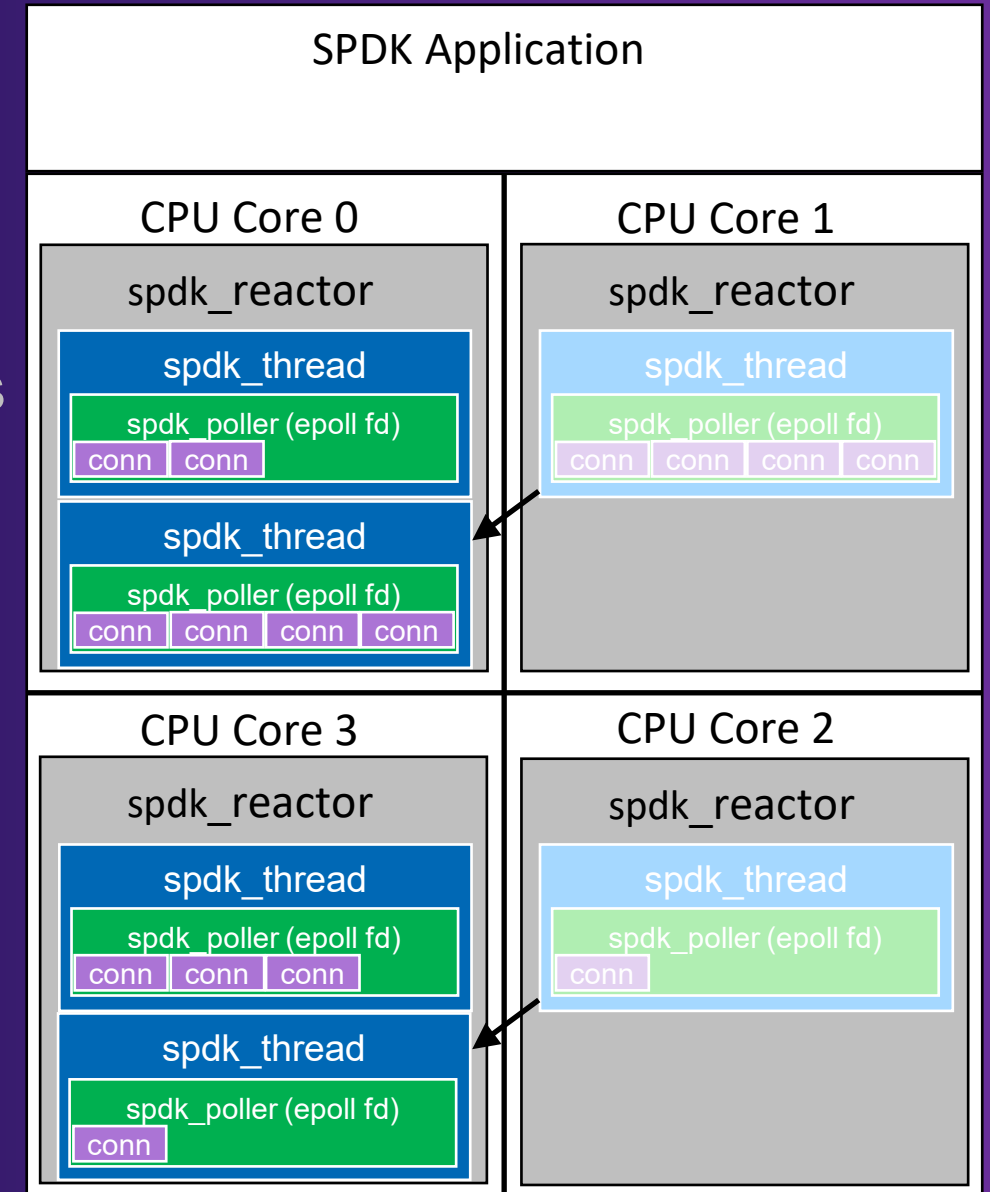 SPDK Application
CPU Core 0
spdk_reactor
spdk_thread
spdk_poller (epoll fd)
conn conn
spdk_thread
spdk_poller (epoll fd)
conn conn conn conn
CPU Core 1
spdk_reactor
spdk_thread
spdk_poller (epoll fd)
conn conn conn conn
CPU Core 3
spdk_reactor
spdk_thread
spdk_poller (epoll fd)
conn conn conn
spdk_thread
spdk_poller (epoll fd)
conn
CPU Core 2
spdk_reactor
spdk_thread
spdk_poller (epoll fd)
conn